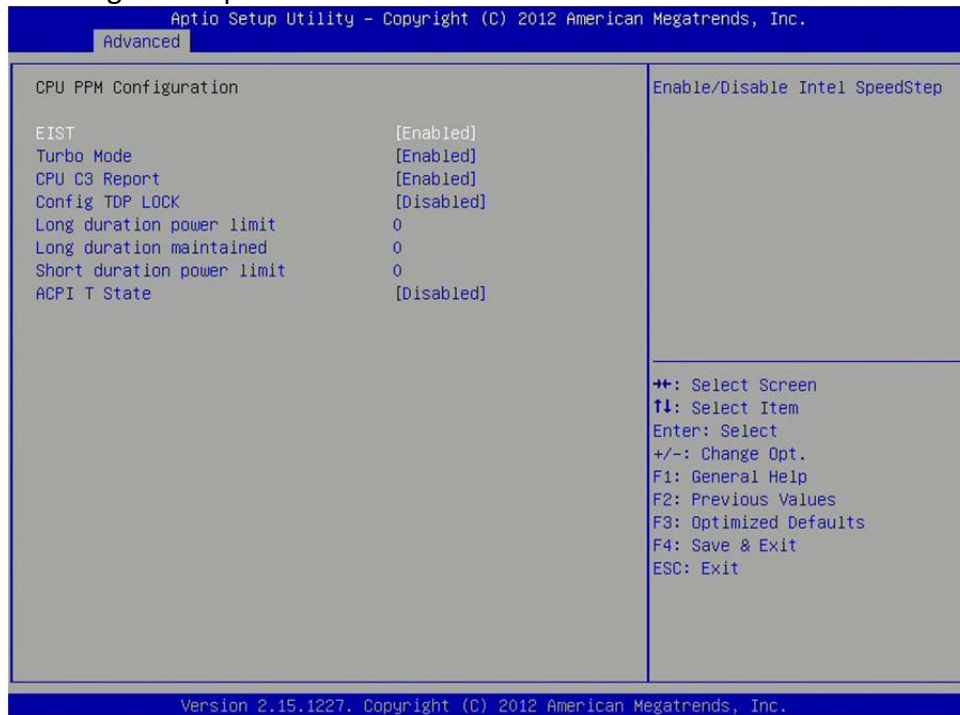 Aptio Setup Utility – Copyright (C) 2012 American Megatrends, Inc.
Advanced
CPU PPM Configuration
Enable/Disable Intel SpeedStep
EIST [Enabled]
Turbo Mode [Enabled]
CPU C3 Report [Enabled]
Config TDP LOCK [Disabled]
Long duration power limit 0
Long duration maintained 0
Short duration power limit 0
ACPI T State [Disabled]
→←: Select Screen
↑↓: Select Item
Enter: Select
+/-: Change Opt.
F1: General Help
F2: Previous Values
F3: Optimized Defaults
F4: Save & Exit
ESC: Exit
Version 2.15.1227. Copyright (C) 2012 American Megatrends, Inc.